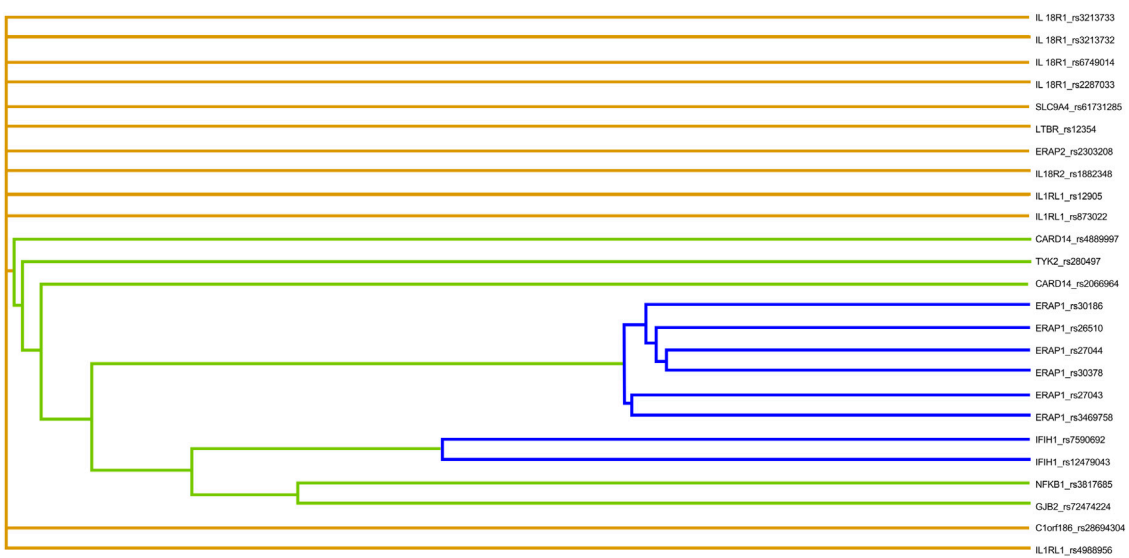 IL 18R1_rs3213733
IL 18R1_rs3213732
IL 18R1_rs6749014
IL 18R1_rs2287033
SLC9A4_rs61731285
LTBR_rs12354
ERAP2_rs2303208
IL18R2_rs1882348
IL1RL1_rs12905
IL1RL1_rs873022
CARD14_rs4889997
TYK2_rs280497
CARD14_rs2066964
ERAP1_rs30186
ERAP1_rs26510
ERAP1_rs27044
ERAP1_rs30378
ERAP1_rs27043
ERAP1_rs3469758
IFIH1_rs7590692
IFIH1_rs12479043
NFKB1_rs3817685
GJB2_rs72474224
C1orf186_rs28694304
IL1RL1_rs4988956